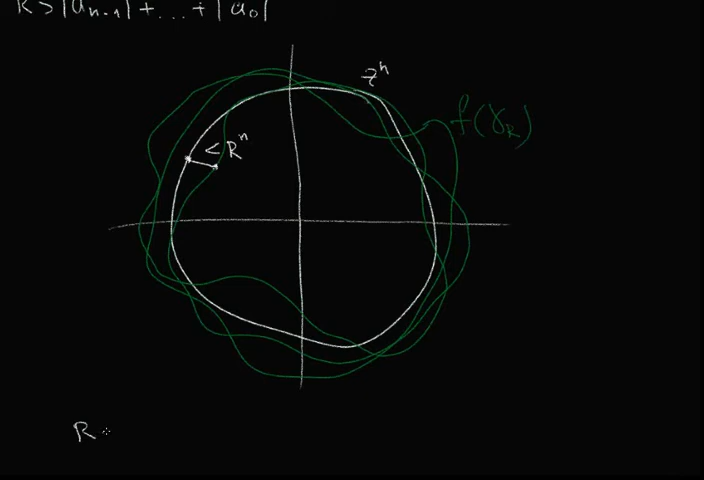 R > |a_{n-1}| + ... + |a_0|
z^n
f(γ_R)
< R^n
R